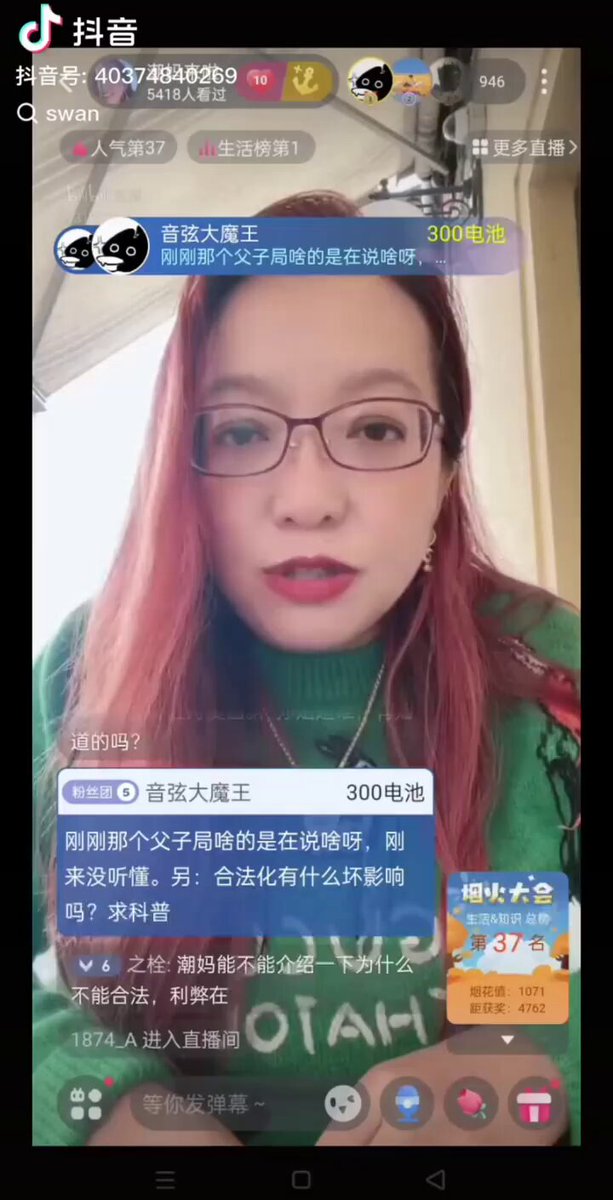 抖音
抖音号: 40374840269
swan
5418人看过
10
946
人气第37
生活榜第1
更多直播
音弦大魔王
300电池
刚刚那个父子局啥的是在说啥呀，...
道的吗？
粉丝团 5
音弦大魔王
300电池
刚刚那个父子局啥的是在说啥呀，刚
来没听懂。另：合法化有什么坏影响
吗？求科普
烟火大会
生活&知识 总榜
第37名
烟花值：1071
距获奖：4762
6 之栓: 潮妈能不能介绍一下为什么
不能合法，利弊在
1874_A 进入直播间
等你发弹幕 ~